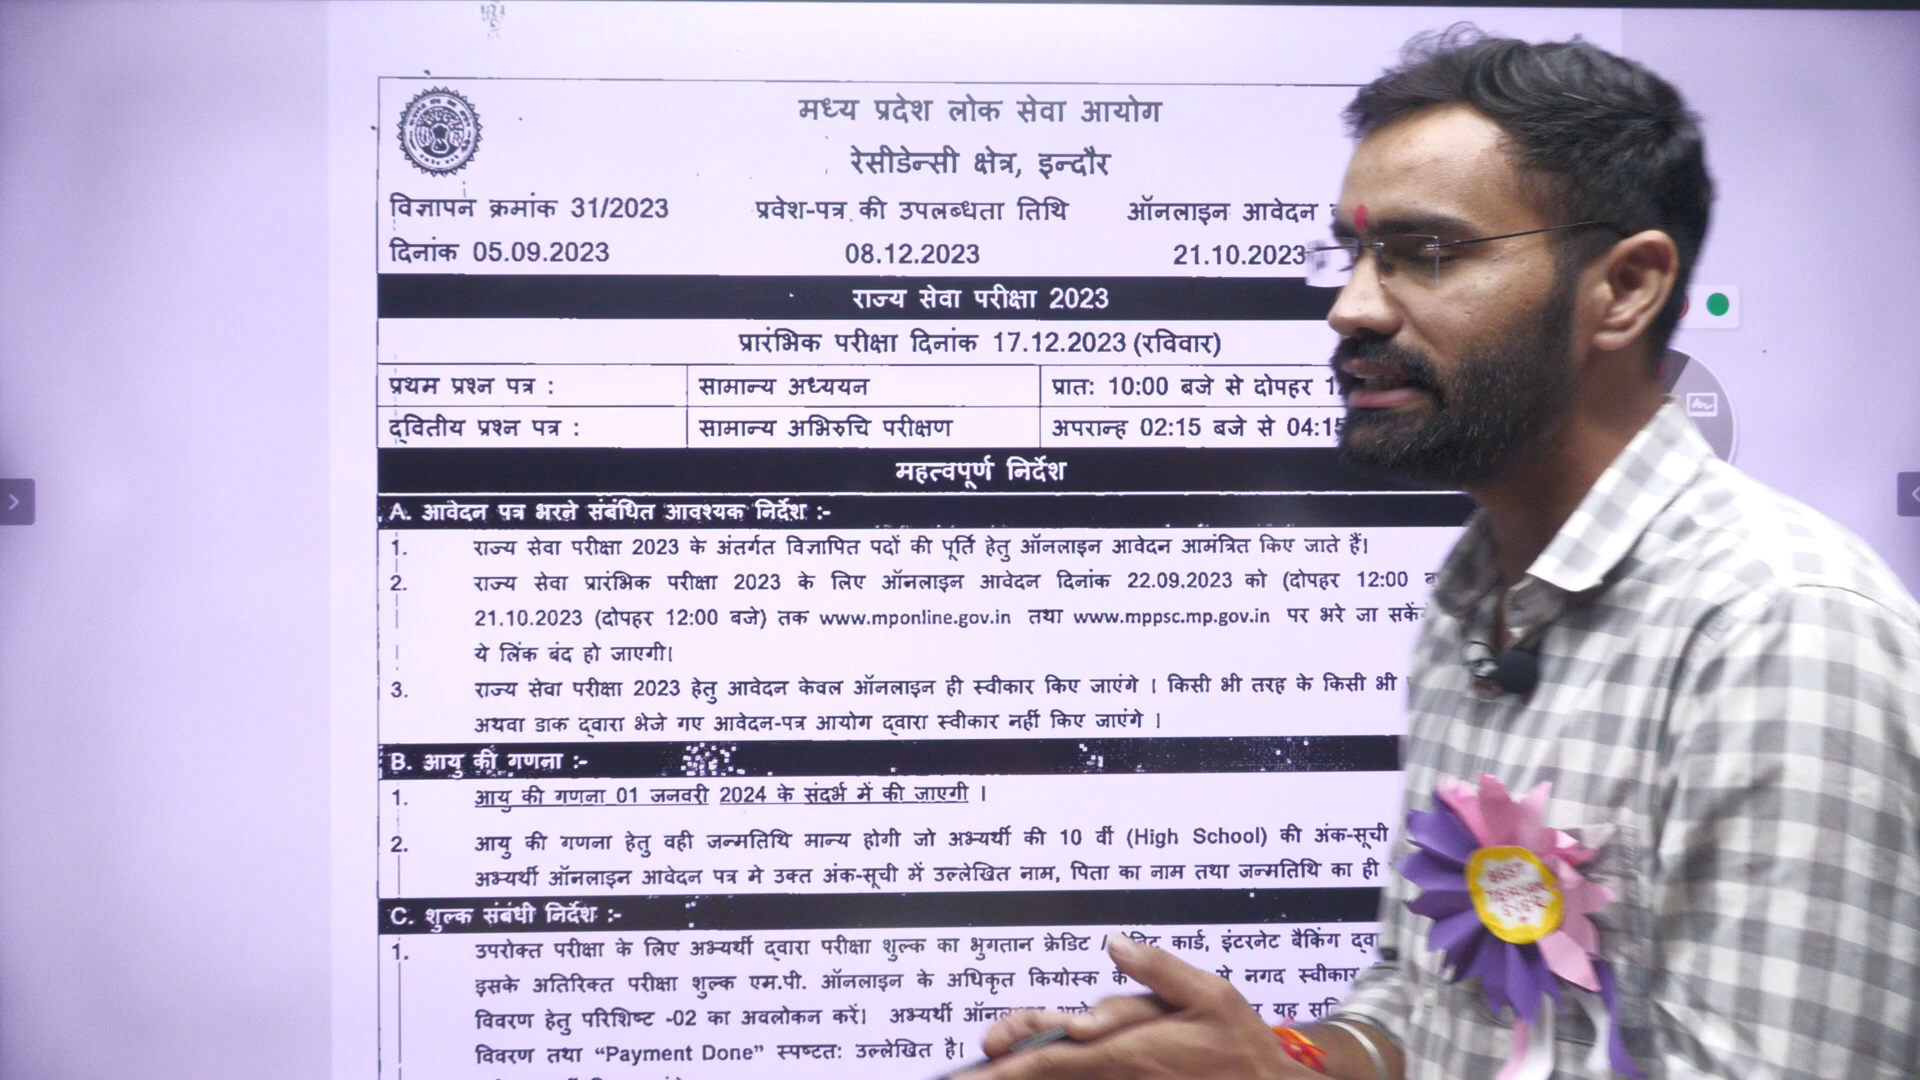 मध्य प्रदेश लोक सेवा आयोग
रेसीडेन्सी क्षेत्र, इन्दौर
विज्ञापन क्रमांक 31/2023 प्रवेश-पत्र की उपलब्धता तिथि ऑनलाइन आवेदन
दिनांक 05.09.2023 08.12.2023 21.10.2023
राज्य सेवा परीक्षा 2023
प्रारंभिक परीक्षा दिनांक 17.12.2023 (रविवार)
प्रथम प्रश्न पत्र : सामान्य अध्ययन प्रात: 10:00 बजे से दोपहर
द्वितीय प्रश्न पत्र : सामान्य अभिरुचि परीक्षण अपरान्ह 02:15 बजे से 04:15
महत्वपूर्ण निर्देश
A. आवेदन पत्र भरने संबंधित आवश्यक निर्देश :-
1. राज्य सेवा परीक्षा 2023 के अंतर्गत विज्ञापित पदों की पूर्ति हेतु ऑनलाइन आवेदन आमंत्रित किए जाते हैं।
2. राज्य सेवा प्रारंभिक परीक्षा 2023 के लिए ऑनलाइन आवेदन दिनांक 22.09.2023 को (दोपहर 12:00
21.10.2023 (दोपहर 12:00 बजे) तक www.mponline.gov.in तथा www.mppsc.mp.gov.in पर भरे जा
ये लिंक बंद हो जाएगी।
3. राज्य सेवा परीक्षा 2023 हेतु आवेदन केवल ऑनलाइन ही स्वीकार किए जाएंगे । किसी भी तरह के किसी भी
अथवा डाक द्वारा भेजे गए आवेदन-पत्र आयोग द्वारा स्वीकार नहीं किए जाएंगे ।
B. आयु की गणना :-
1. आयु की गणना 01 जनवरी 2024 के संदर्भ में की जाएगी ।
2. आयु की गणना हेतु वही जन्मतिथि मान्य होगी जो अभ्यर्थी की 10 वीं (High School) की अंक-सूची
अभ्यर्थी ऑनलाइन आवेदन पत्र मे उक्त अंक-सूची में उल्लेखित नाम, पिता का नाम तथा जन्मतिथि का ही
C. शुल्क संबंधी निर्देश :-
1. उपरोक्त परीक्षा के लिए अभ्यर्थी द्वारा परीक्षा शुल्क का भुगतान क्रेडिट / कार्ड, इंटरनेट बैंकिंग
इसके अतिरिक्त परीक्षा शुल्क एम.पी. ऑनलाइन के अधिकृत कियोस्क के नगद स्वीकार
विवरण हेतु परिशिष्ट -02 का अवलोकन करें। अभ्यर्थी यह
विवरण तथा “Payment Done” स्पष्टत: उल्लेखित है।